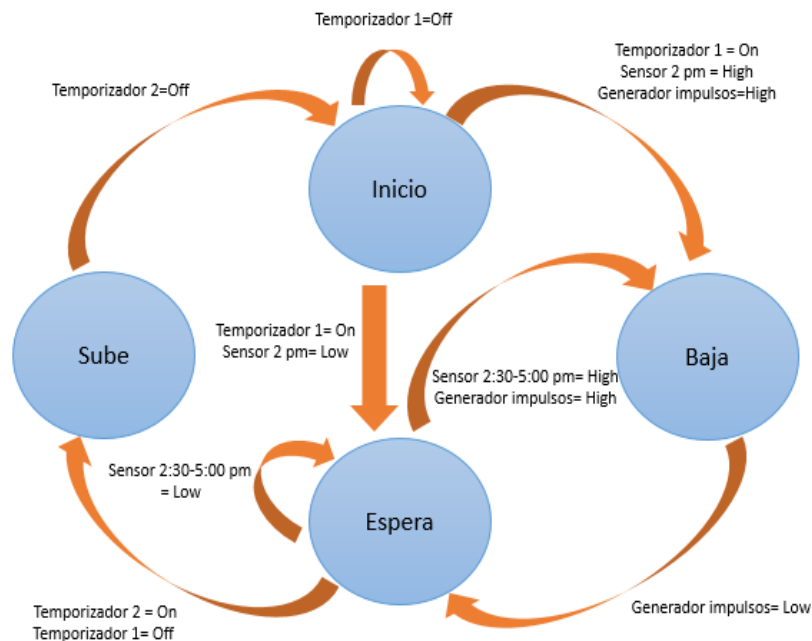 Temporizador 1=Off
Temporizador 1 = On
Sensor 2 pm = High
Generador impulsos=High
Temporizador 2=Off
Inicio
Temporizador 1= On
Sensor 2 pm= Low
Sube
Baja
Sensor 2:30-5:00 pm= High
Generador impulsos= High
Sensor 2:30-5:00 pm
= Low
Espera
Temporizador 2 = On
Temporizador 1= Off
Generador impulsos= Low